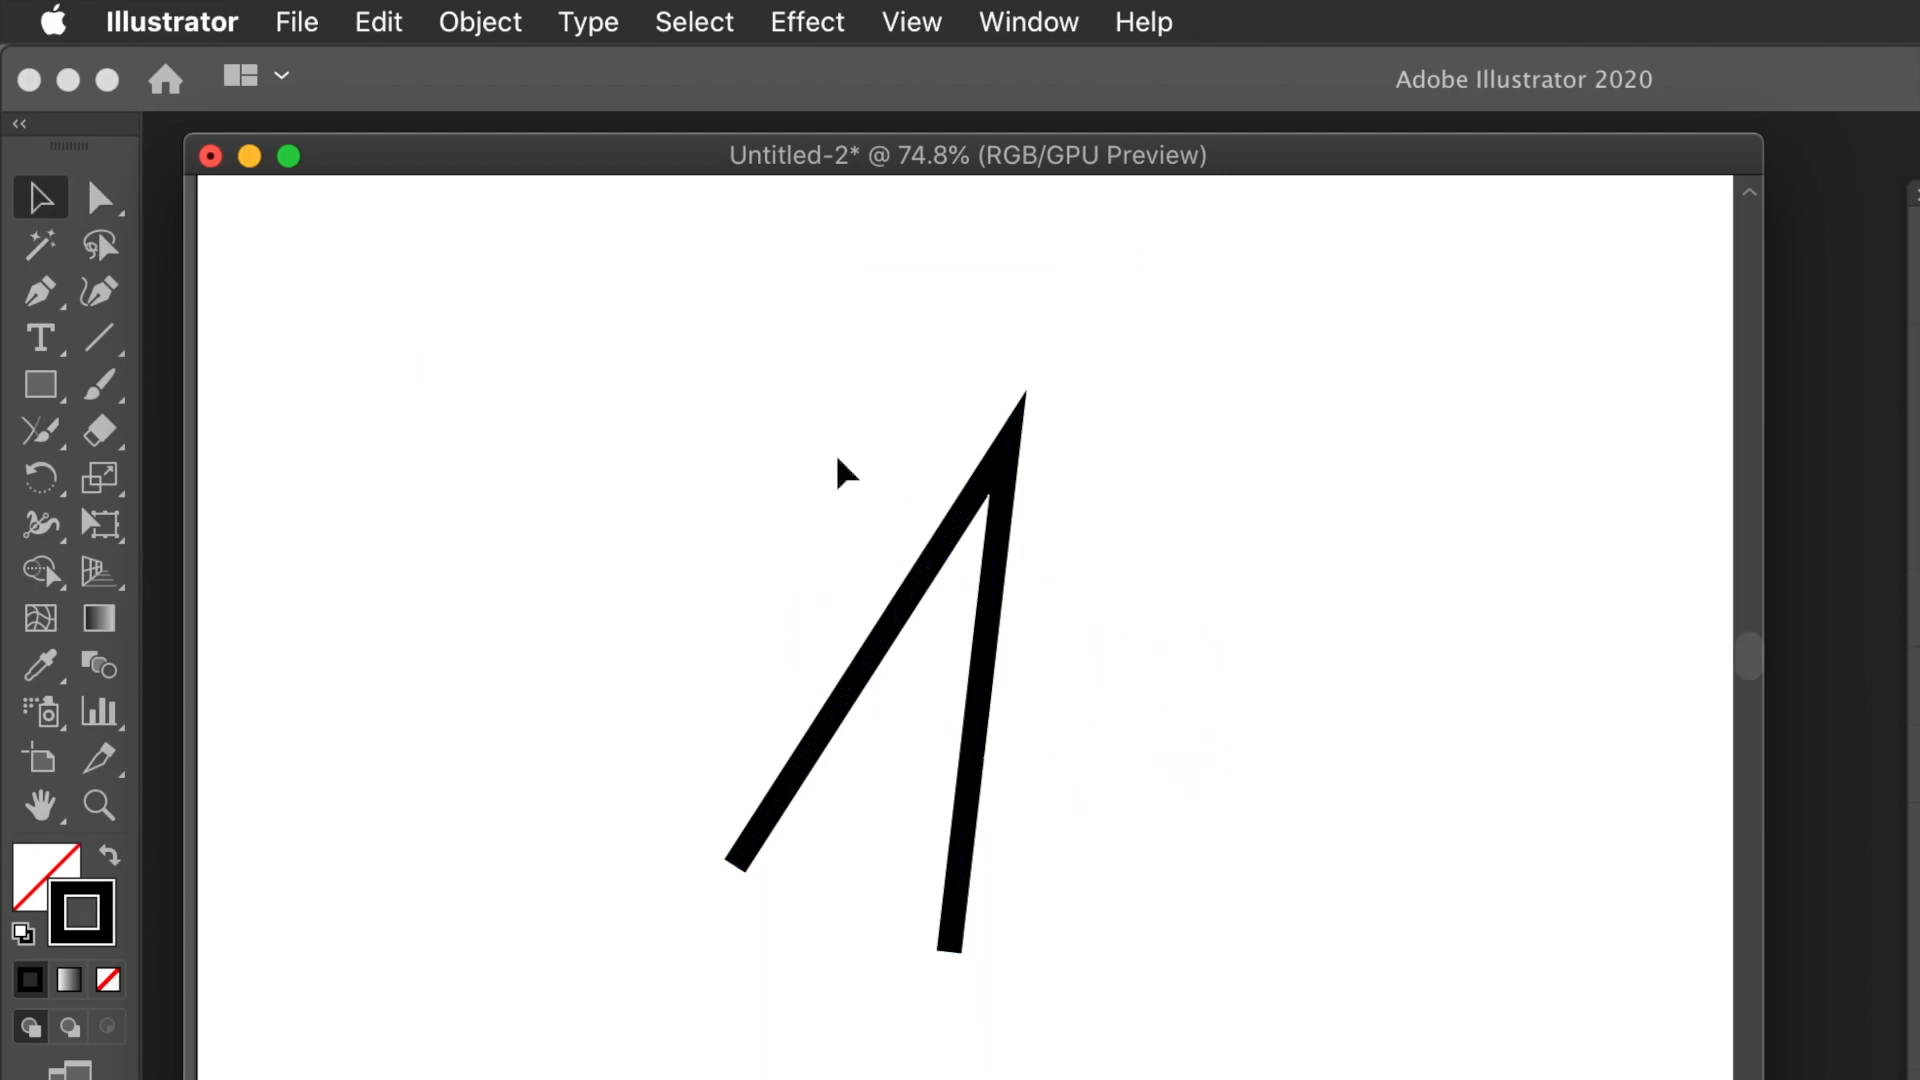 Illustrator File Edit Object Type Select Effect View Window Help
Adobe Illustrator 2020
Untitled-2* @ 74.8% (RGB/GPU Preview)